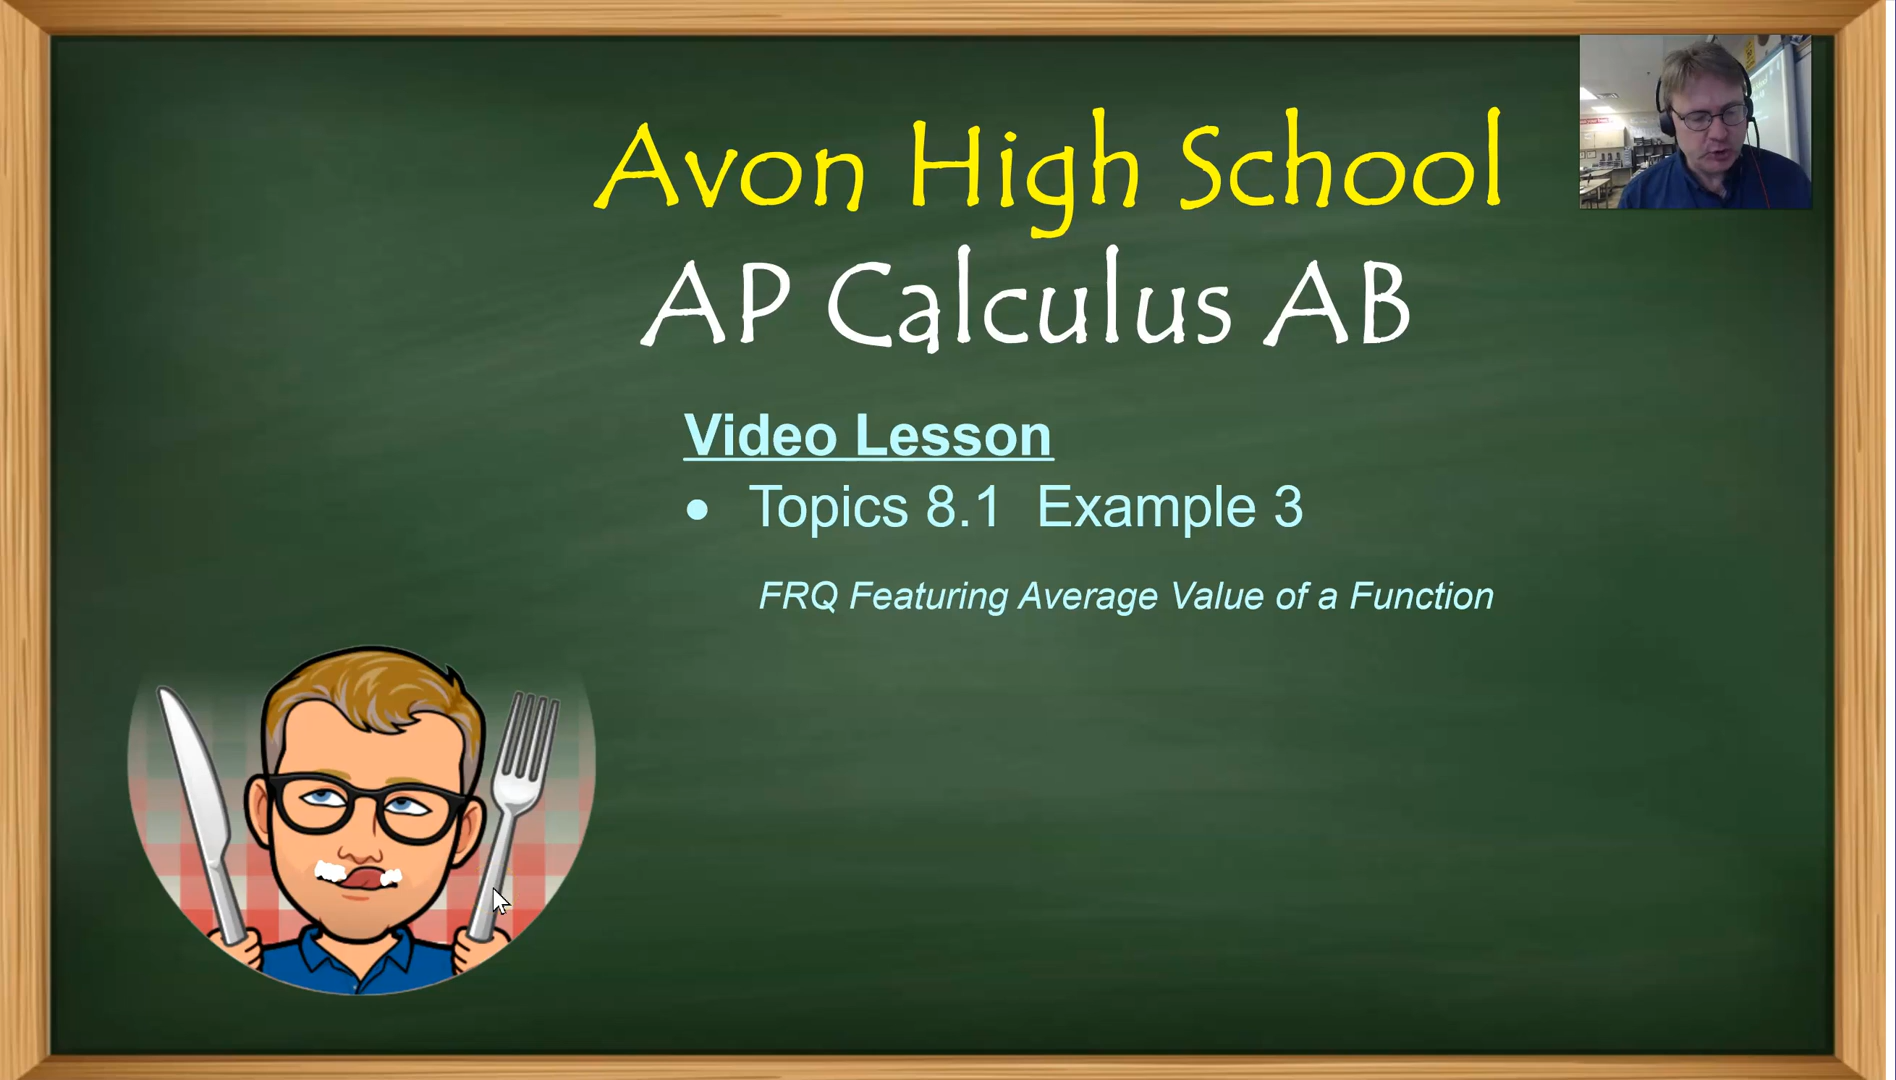 Avon High School
AP Calculus AB
Video Lesson
• Topics 8.1 Example 3
FRQ Featuring Average Value of a Function